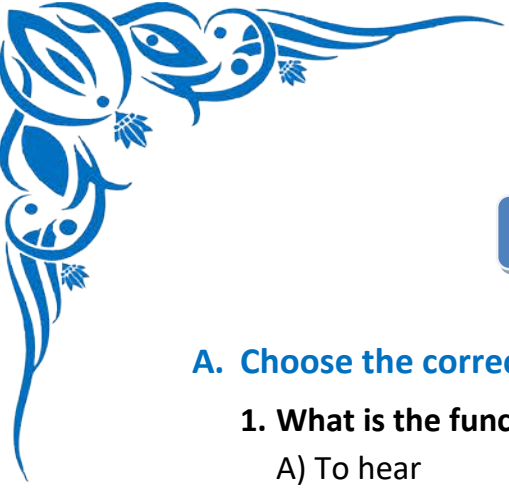 A. Choose the correc
1. What is the func
A) To hear